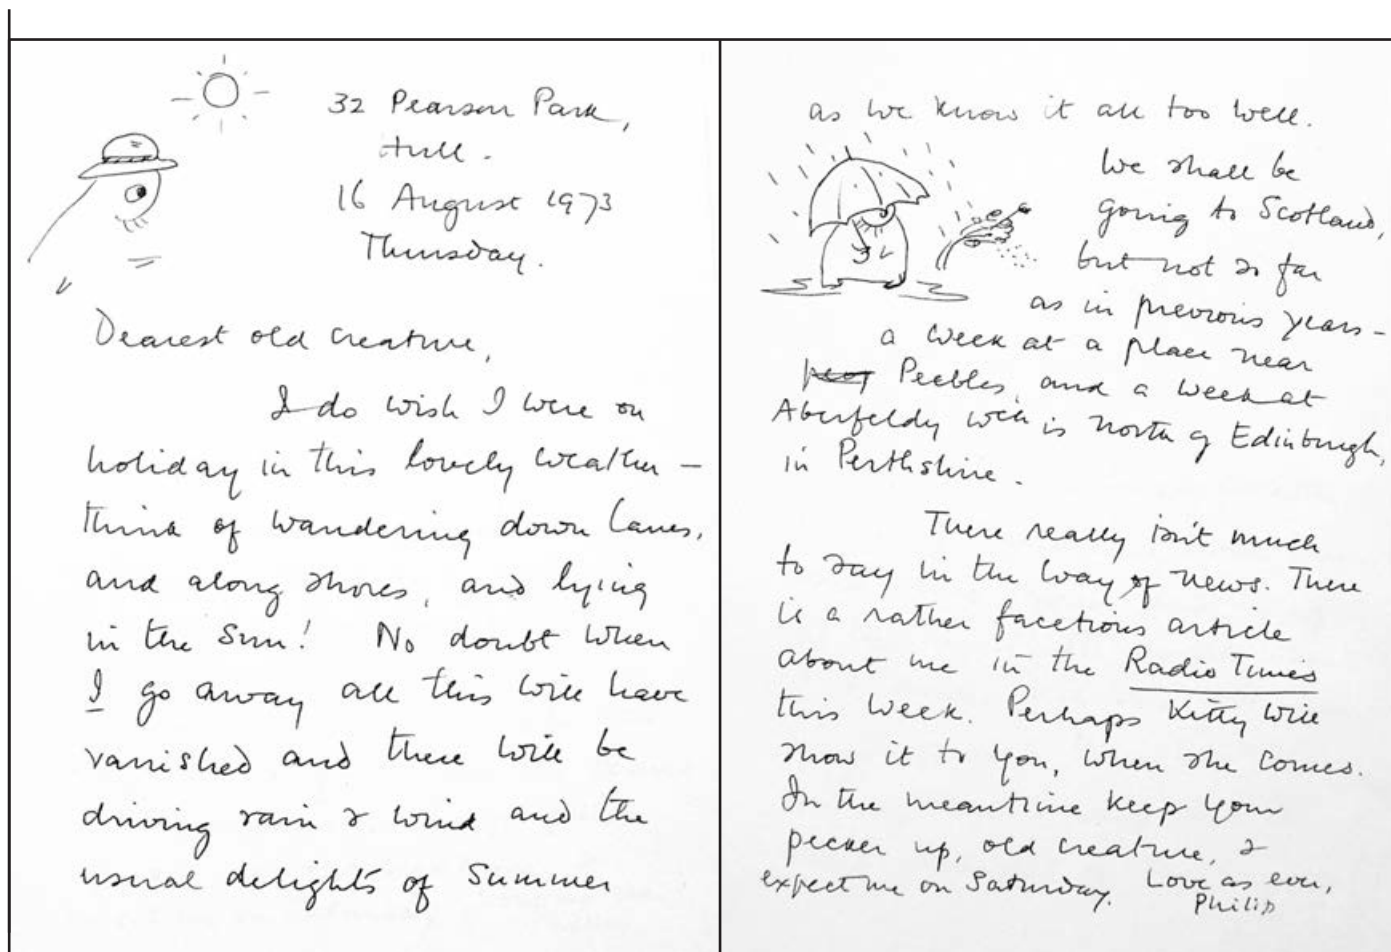 32 Pearson Park,
Hull.
16 August 1973
Thursday.
Dearest old creature,
I do wish I were on
holiday in this lovely weather –
think of wandering down lanes,
and along shores, and lying
in the sun! No doubt when
I go away all this will have
vanished and there will be
driving rain & wind and the
usual delights of Summer
as we know it all too well.
We shall be
going to Scotland,
but not so far
as in previous years –
a week at a place near
Peebles, and a week at
Aberfeldy wch is north of Edinburgh,
in Perthshire.
There really isn't much
to say in the way of news. There
is a rather facetious article
about me in the Radio Times
this week. Perhaps Kitty will
show it to you, when she comes.
In the meantime keep your
pecker up, old creature, &
expect me on Saturday. Love as ever,
Philip